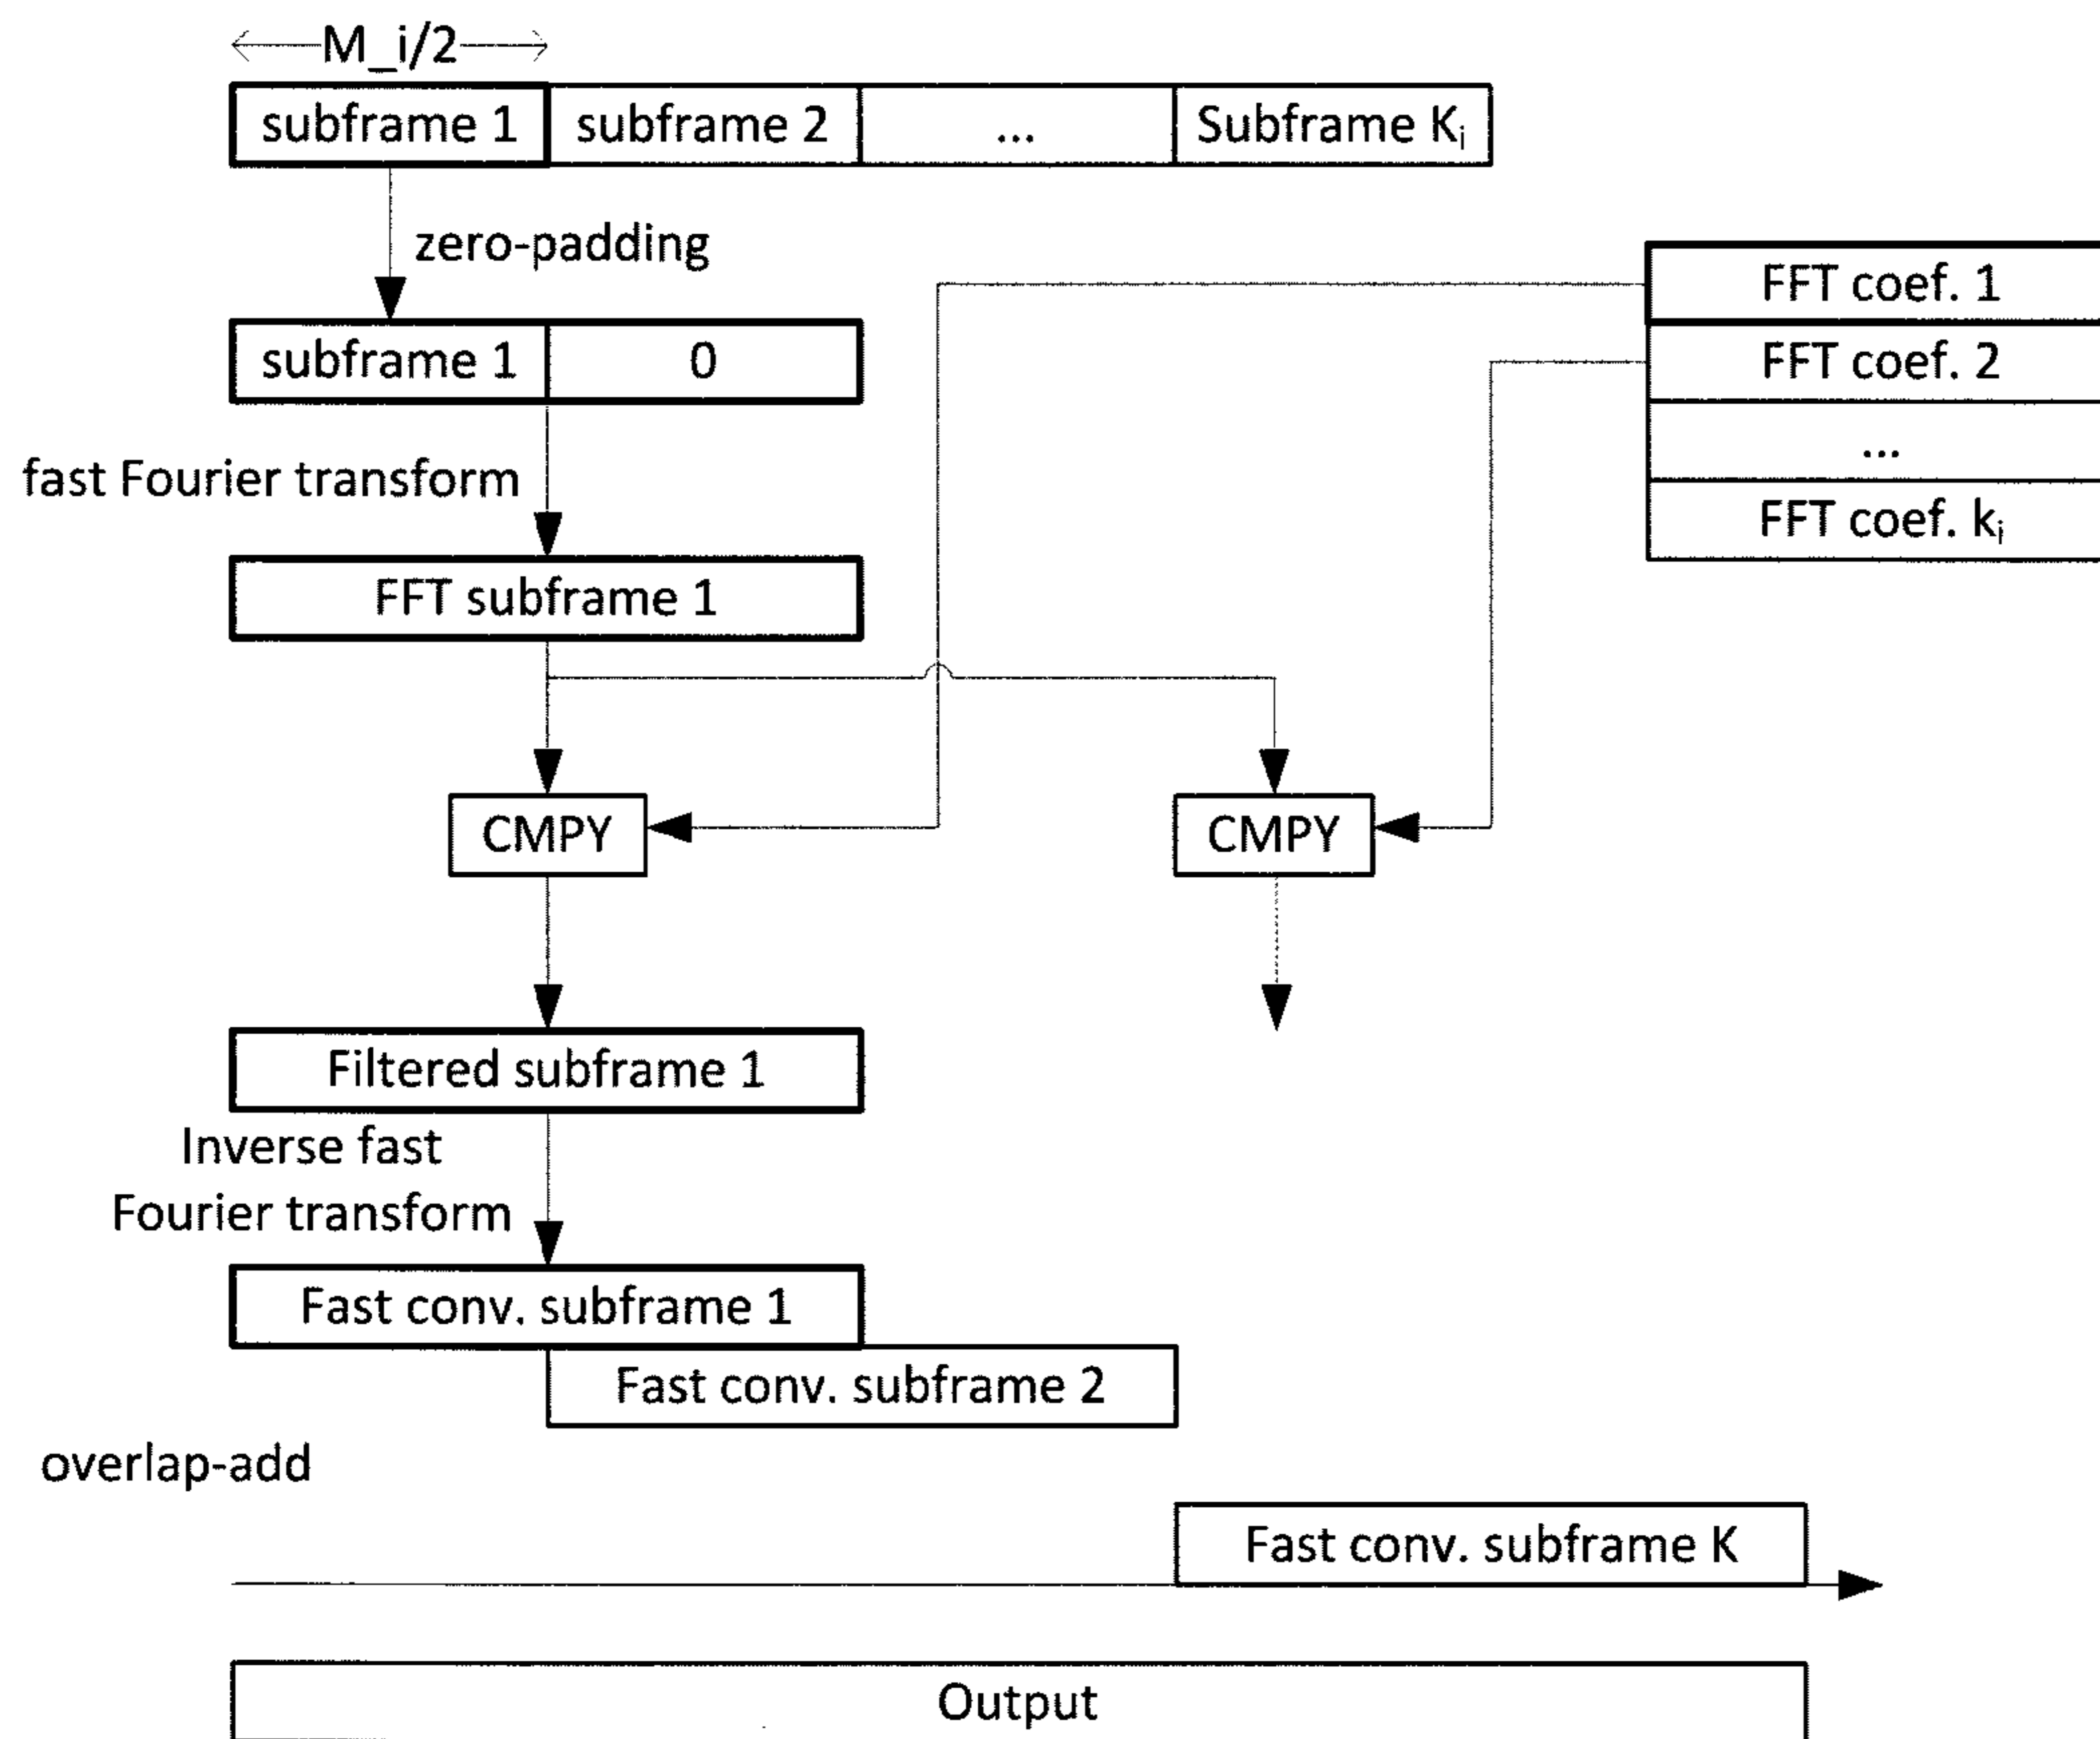 M_i/2
subframe 1 subframe 2 ... Subframe Kᵢ
zero-padding
FFT coef. 1
subframe 1 0 FFT coef. 2
...
fast Fourier transform
FFT coef. kᵢ
FFT subframe 1
CMPY CMPY
Filtered subframe 1
Inverse fast
Fourier transform
Fast conv. subframe 1
Fast conv. subframe 2
overlap-add
Fast conv. subframe K
Output